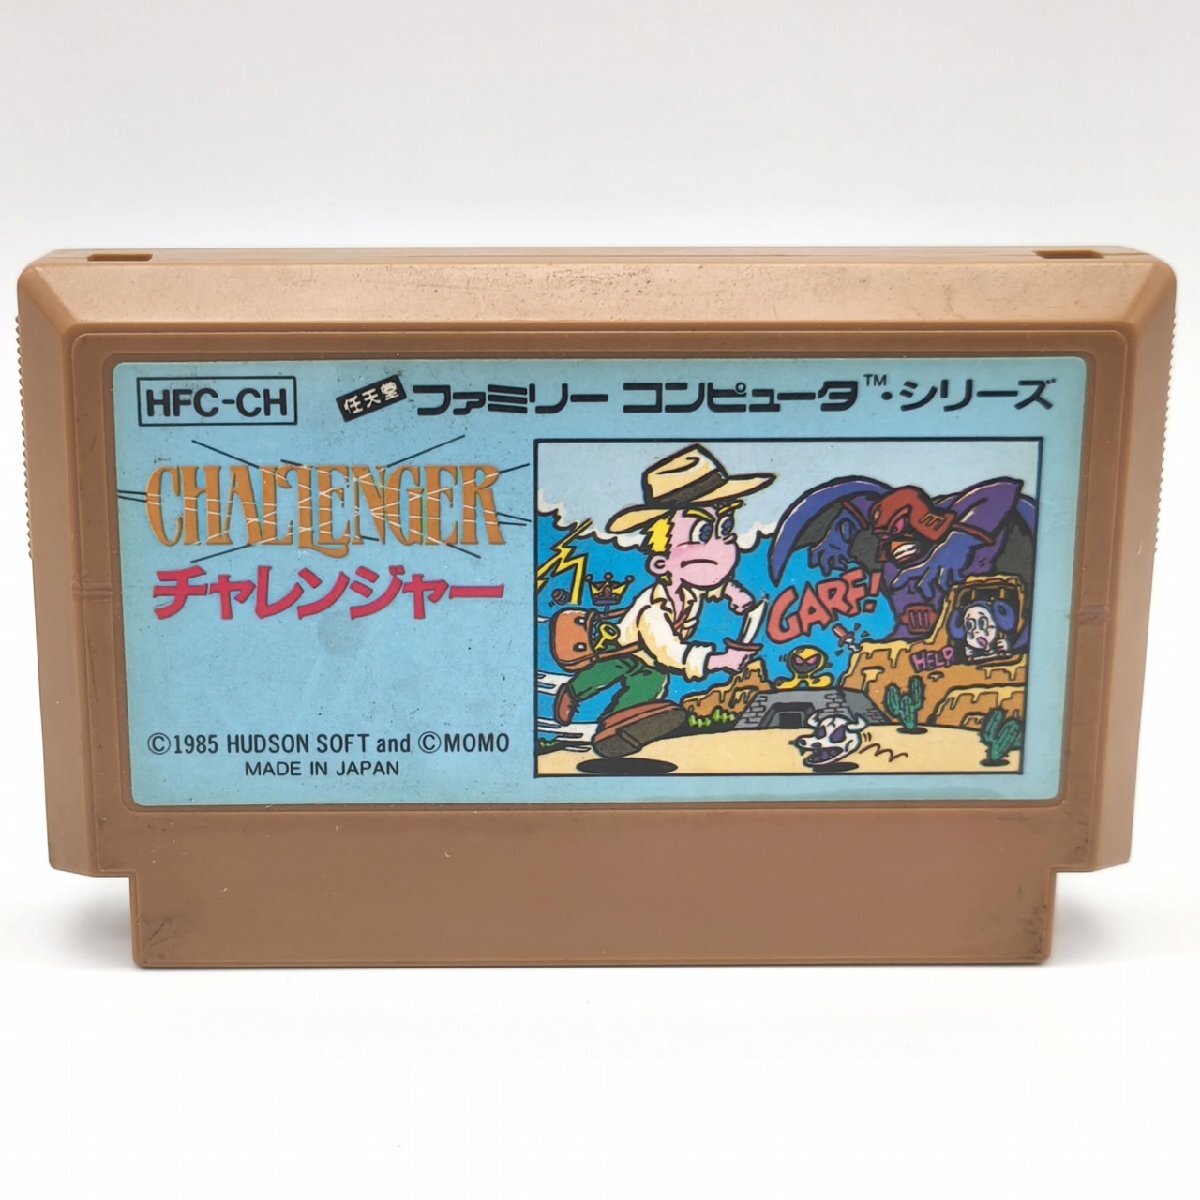 HFC-CH
任天堂 ファミリー コンピュータ™・シリーズ
CHALLENGER
チャレンジャー
GARF!
HELP
©1985 HUDSON SOFT and ©MOMO
MADE IN JAPAN